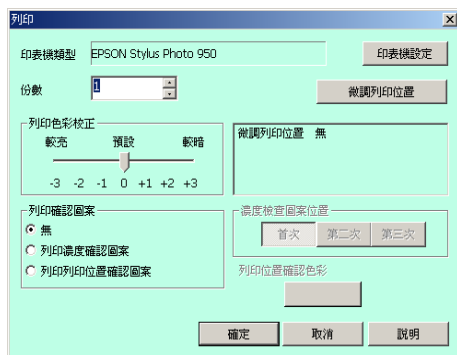 列印
印表機類型 EPSON Stylus Photo 950 印表機設定
份數 1 微調列印位置
列印色彩校正
較亮 預設 較暗
-3 -2 -1 0 +1 +2 +3
微調列印位置 無
列印確認圖案
無
列印濃度確認圖案
列印列印位置確認圖案
濃度檢查圖案位置
首次 第二次 第三次
列印位置確認色彩
確定 取消 說明